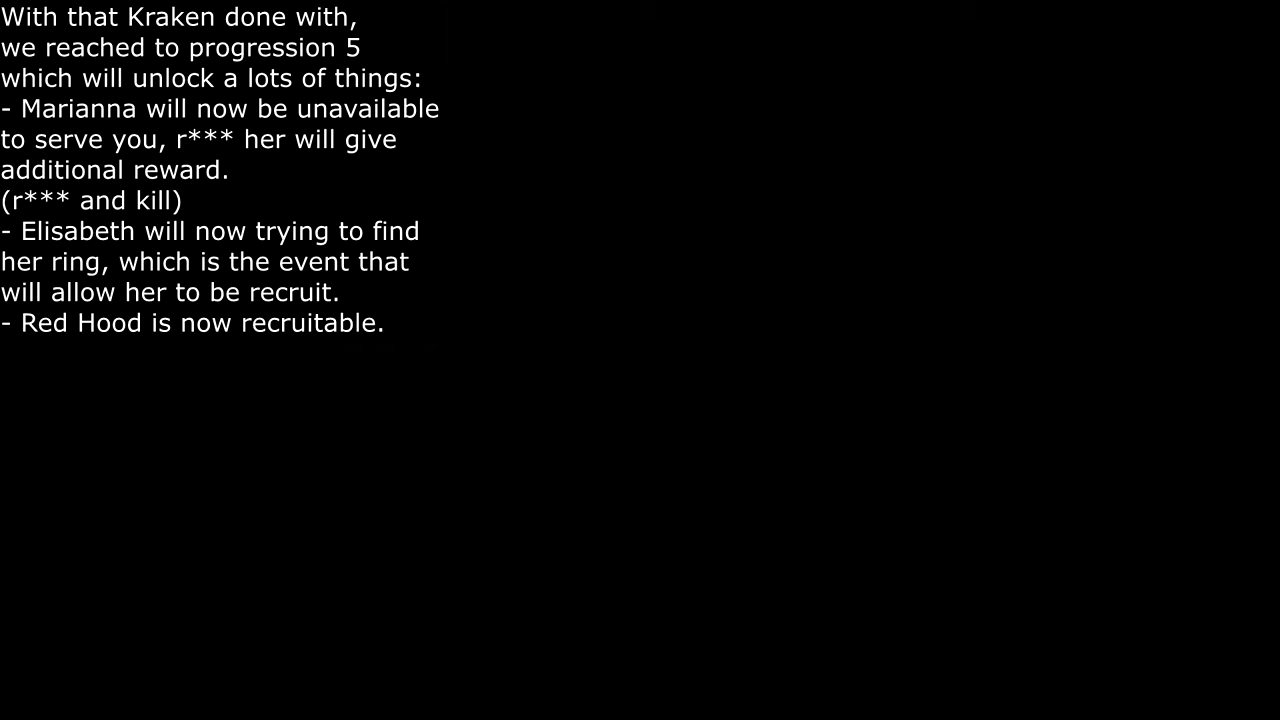 With that Kraken done with,
we reached to progression 5
which will unlock a lots of things:
- Marianna will now be unavailable
to serve you, r*** her will give
additional reward.
(r*** and kill)
- Elisabeth will now trying to find
her ring, which is the event that
will allow her to be recruit.
- Red Hood is now recruitable.